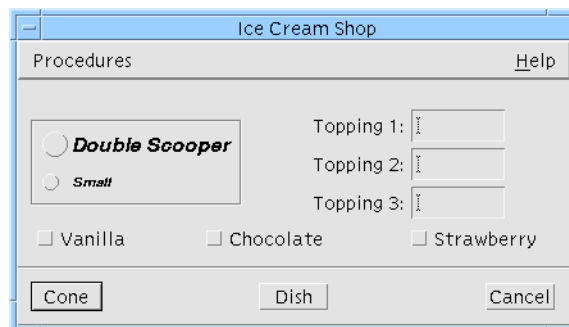 Ice Cream Shop
Procedures Help
Double Scooper
Small
Topping 1:
Topping 2:
Topping 3:
Vanilla Chocolate Strawberry
Cone Dish Cancel